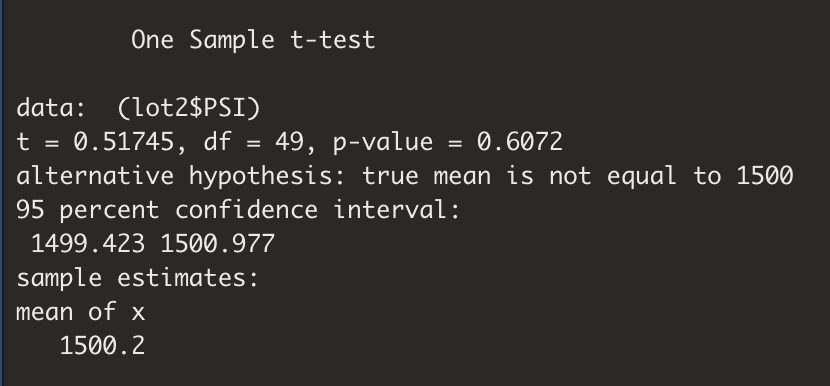 One Sample t-test
data:  (lot2$PSI)
t = 0.51745, df = 49, p-value = 0.6072
alternative hypothesis: true mean is not equal to 1500
95 percent confidence interval:
 1499.423 1500.977
sample estimates:
mean of x
   1500.2